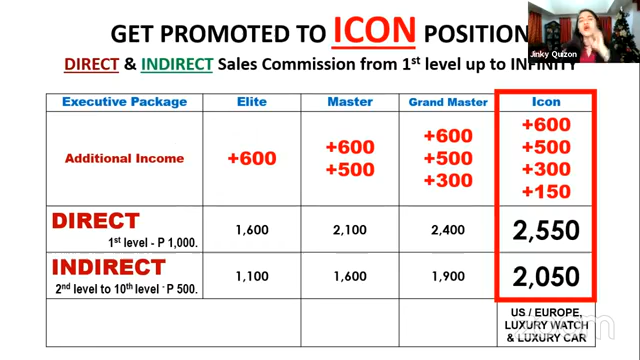 GET PROMOTED TO ICON POSITION
Jinky Quizon
DIRECT & INDIRECT Sales Commission from 1st level up to INFINITY
Executive Package Elite Master Grand Master Icon
Additional Income
+600
+600
+500
+600
+500
+300
+600
+500
+300
+150
DIRECT
1st level - P 1,000.
1,600 2,100 2,400 2,550
INDIRECT
2nd level to 10th level - P 500.
1,100 1,600 1,900 2,050
US / EUROPE,
LUXURY WATCH
& LUXURY CAR